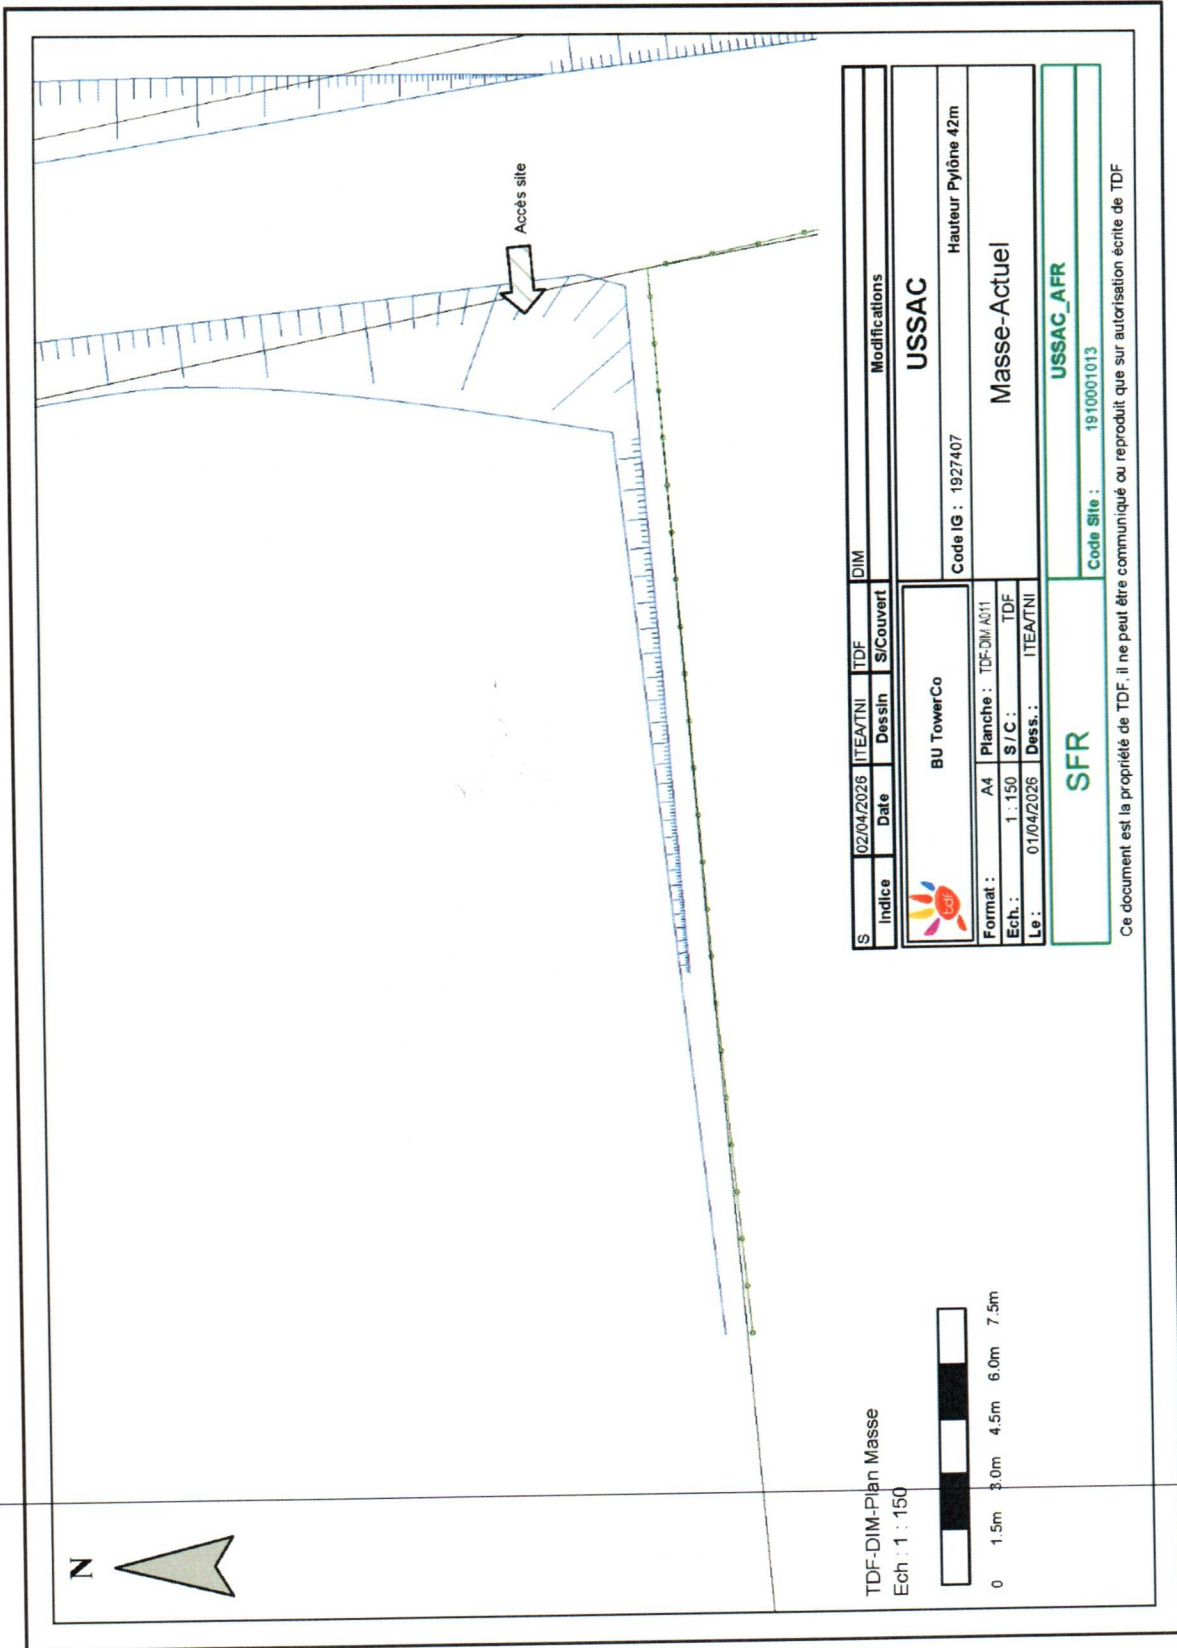 N
Accès site
TDF-DIM-Plan Masse
Ech : 1 : 150
0 1.5m 3.0m 4.5m 6.0m 7.5m
S 02/04/2026 ITEA/TNI TDF DIM
Indice Date Dessin S/Couvert Modifications
tdf
BU TowerCo
USSAC
Code IG : 1927407 Hauteur Pylône 42m
Format : A4 Planche : TDF-DIM A011
Ech. : 1 : 150 S / C : TDF
Le : 01/04/2026 Dess. : ITEA/TNI
Masse-Actuel
SFR
USSAC_AFR
Code Site : 1910001013
Ce document est la propriété de TDF, il ne peut être communiqué ou reproduit que sur autorisation écrite de TDF